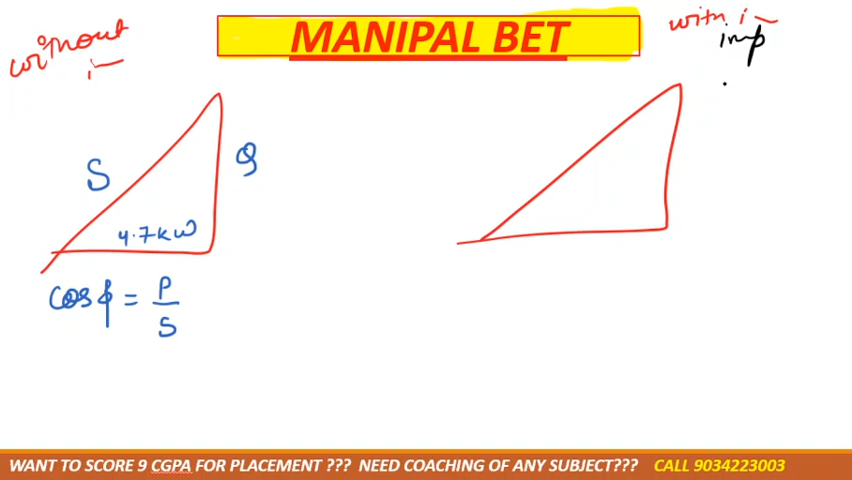 MANIPAL BET
without
i
with i
imp
S
Q
4.7kW
cosφ = P
S
WANT TO SCORE 9 CGPA FOR PLACEMENT ??? NEED COACHING OF ANY SUBJECT??? CALL 9034223003